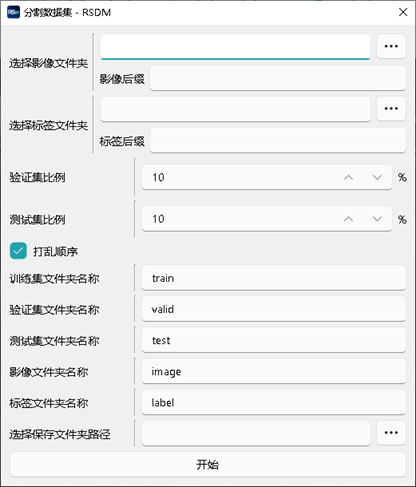 分割数据集 - RSDM
选择影像文件夹
影像后缀
选择标签文件夹
标签后缀
验证集比例 10 %
测试集比例 10 %
打乱顺序
训练集文件夹名称 train
验证集文件夹名称 valid
测试集文件夹名称 test
影像文件夹名称 image
标签文件夹名称 label
选择保存文件夹路径
开始